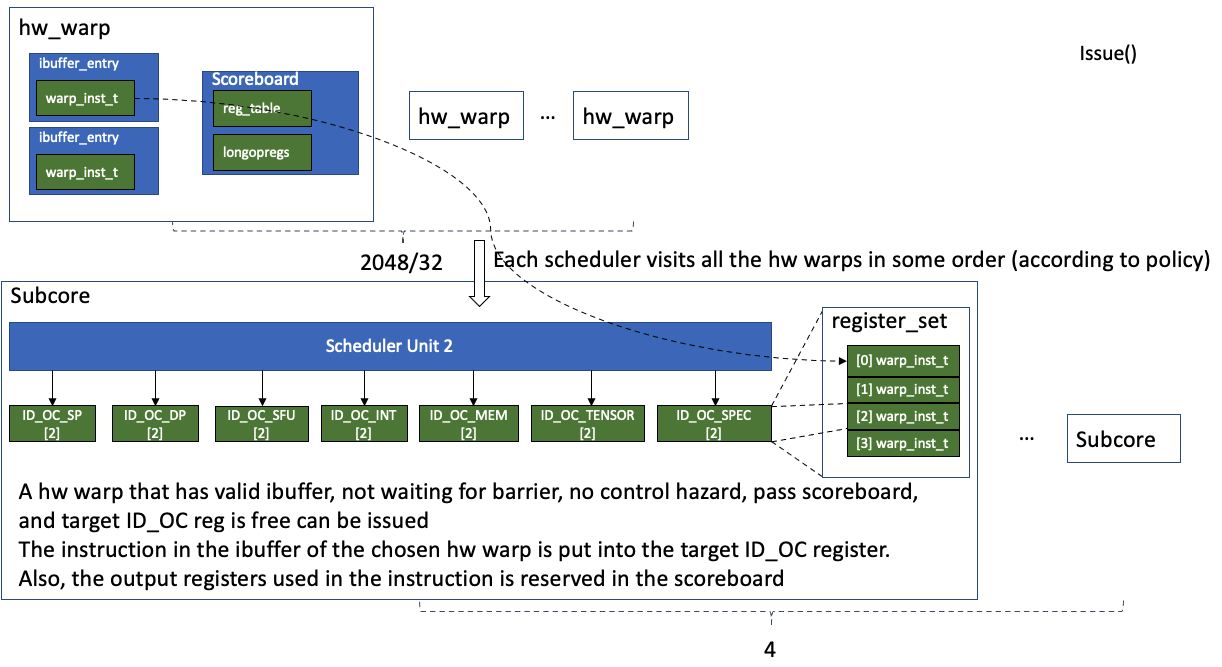 hw_warp
ibuffer_entry
warp_inst_t
ibuffer_entry
warp_inst_t
Scoreboard
reg_table
longopregs
hw_warp
...
hw_warp
Issue()
2048/32
Each scheduler visits all the hw warps in some order (according to policy)
Subcore
Scheduler Unit 2
ID_OC_SP
[2]
ID_OC_DP
[2]
ID_OC_SFU
[2]
ID_OC_INT
[2]
ID_OC_MEM
[2]
ID_OC_TENSOR
[2]
ID_OC_SPEC
[2]
register_set
[0] warp_inst_t
[1] warp_inst_t
[2] warp_inst_t
[3] warp_inst_t
...
Subcore
A hw warp that has valid ibuffer, not waiting for barrier, no control hazard, pass scoreboard,
and target ID_OC reg is free can be issued
The instruction in the ibuffer of the chosen hw warp is put into the target ID_OC register.
Also, the output registers used in the instruction is reserved in the scoreboard
4